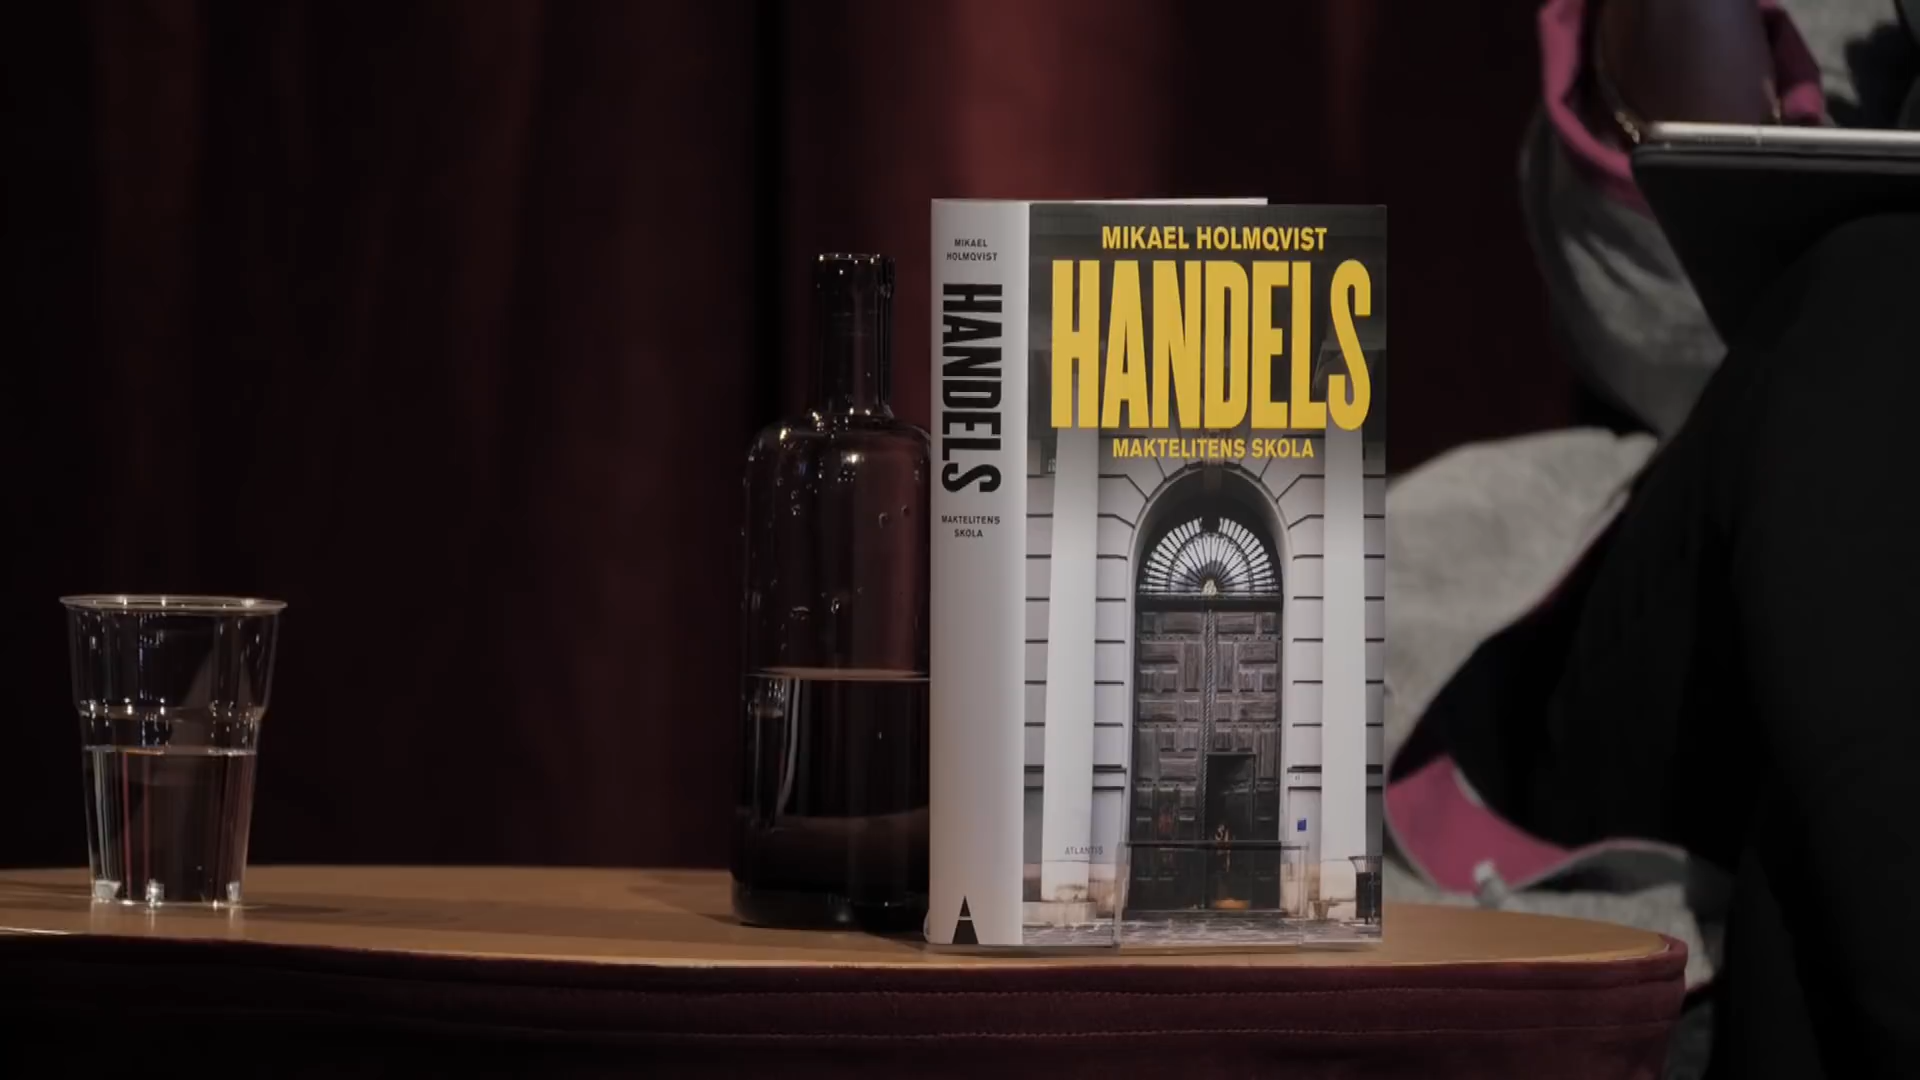 MIKAEL
HOLMQVIST
HANDELS
MAKTELITENS
SKOLA
MIKAEL HOLMQVIST
HANDELS
MAKTELITENS SKOLA
ATLANTIS